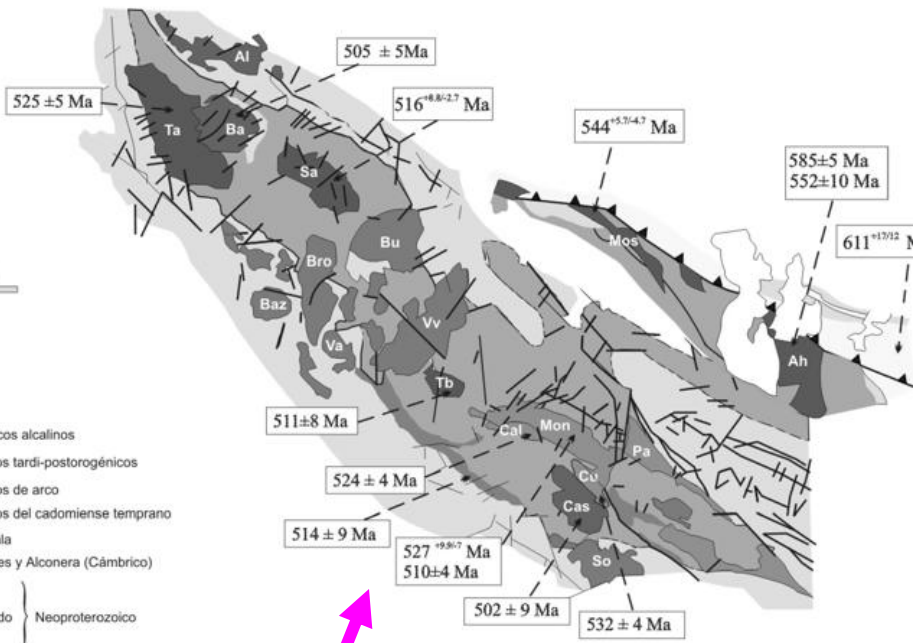 Al
505 ± 5Ma
525 ±5 Ma
516 +8.8/-2.7 Ma
Ta
Ba
544 +5.7/-4.7 Ma
585±5 Ma
552±10 Ma
Sa
Bu
Mos
611 +17/12 M
Bro
Baz
Vv
Va
Ah
Tb
511±8 Ma
Cal
Mon
Pa
cos alcalinos
os tardi-postorogénicos
524 ± 4 Ma
os de arco
os del cadomiense temprano
Cas
514 ± 9 Ma
527 +9.9/-7 Ma
510±4 Ma
ala
es y Alconera (Cámbrico)
So
502 ± 9 Ma
532 ± 4 Ma
do } Neoproterozoico